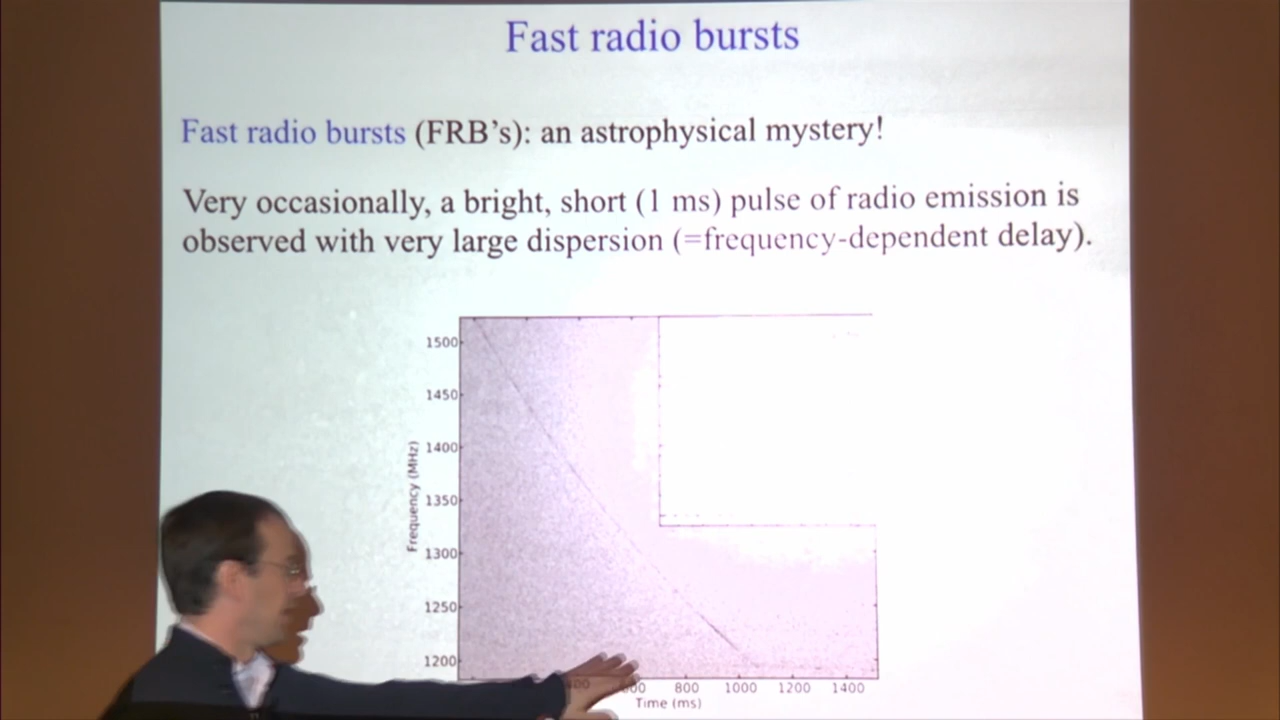 Fast radio bursts
Fast radio bursts (FRB's): an astrophysical mystery!
Very occasionally, a bright, short (1 ms) pulse of radio emission is
observed with very large dispersion (=frequency-dependent delay).
1500
1450
1400
1350
1300
1250
1200
Frequency (MHz)
800
1000
1200
1400
Time (ms)